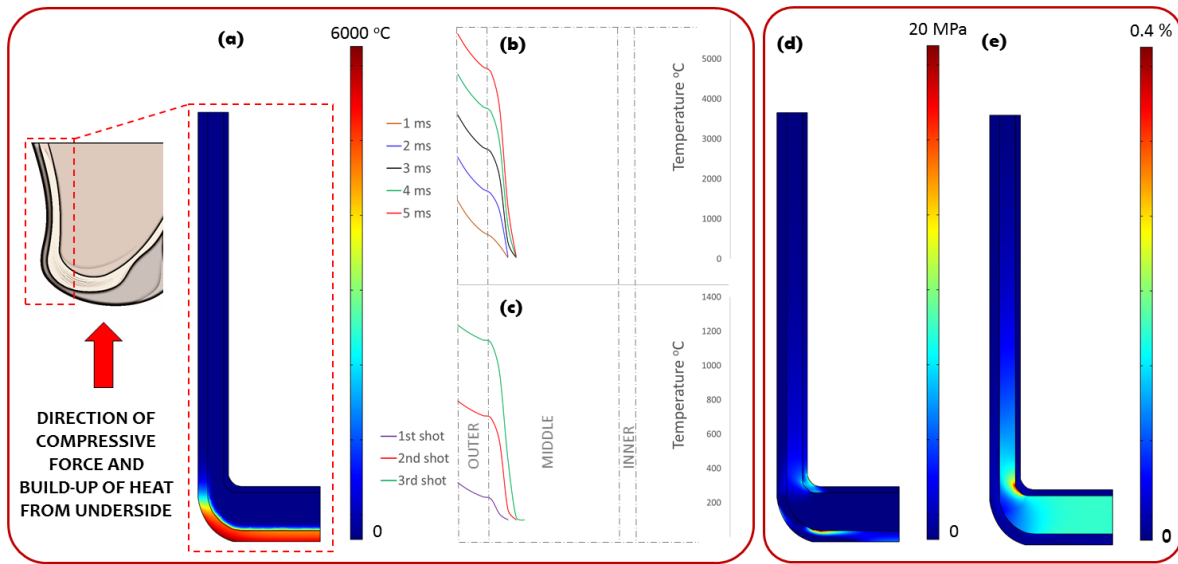 6000 °C
(a)
0
DIRECTION OF
COMPRESSIVE
FORCE AND
BUILD-UP OF HEAT
FROM UNDERSIDE
(b)
1 ms
2 ms
3 ms
4 ms
5 ms
5000
4000
3000
2000
1000
0
Temperature °C
(c)
1st shot
2nd shot
3rd shot
OUTER
MIDDLE
INNER
1400
1200
1000
800
600
400
200
Temperature °C
(d)
20 MPa
0
(e)
0.4 %
0